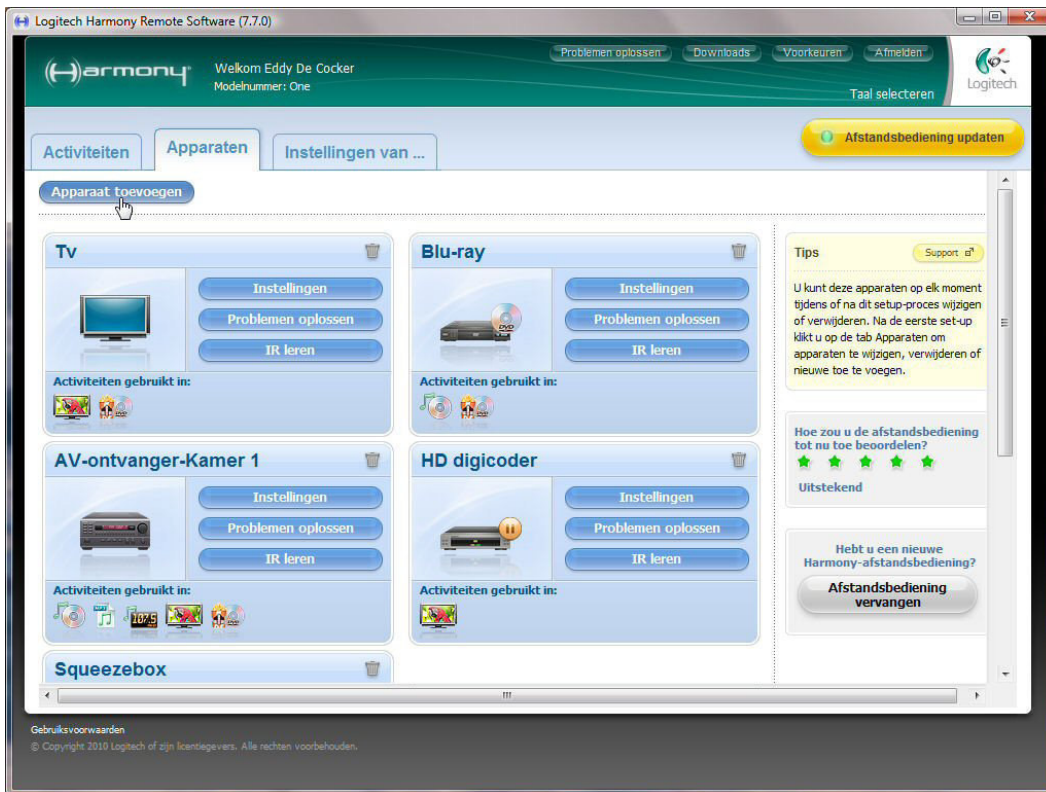 Logitech Harmony Remote Software (7.7.0)
Problemen oplossen
Downloads
Voorkeuren
Afmelden
Harmony
Welkom Eddy De Cocker
Modelnummer: One
Taal selecteren
Logitech
Activiteiten
Apparaten
Instellingen van ...
Afstandsbediening updaten
Apparaat toevoegen
Tv
Instellingen
Problemen oplossen
IR leren
Activiteiten gebruikt in:
Blu-ray
DVD
Instellingen
Problemen oplossen
IR leren
Activiteiten gebruikt in:
AV-ontvanger-Kamer 1
Instellingen
Problemen oplossen
IR leren
Activiteiten gebruikt in:
107.5
HD digicoder
Instellingen
Problemen oplossen
IR leren
Activiteiten gebruikt in:
Squeezebox
Tips
Support
U kunt deze apparaten op elk moment
tijdens of na dit setup-proces wijzigen
of verwijderen. Na de eerste set-up
klikt u op de tab Apparaten om
apparaten te wijzigen, verwijderen of
nieuwe toe te voegen.
Hoe zou u de afstandsbediening
tot nu toe beoordelen?
Uitstekend
Hebt u een nieuwe
Harmony-afstandsbediening?
Afstandsbediening
vervangen
Gebruiksvoorwaarden
© Copyright 2010 Logitech of zijn licentiegevers. Alle rechten voorbehouden.